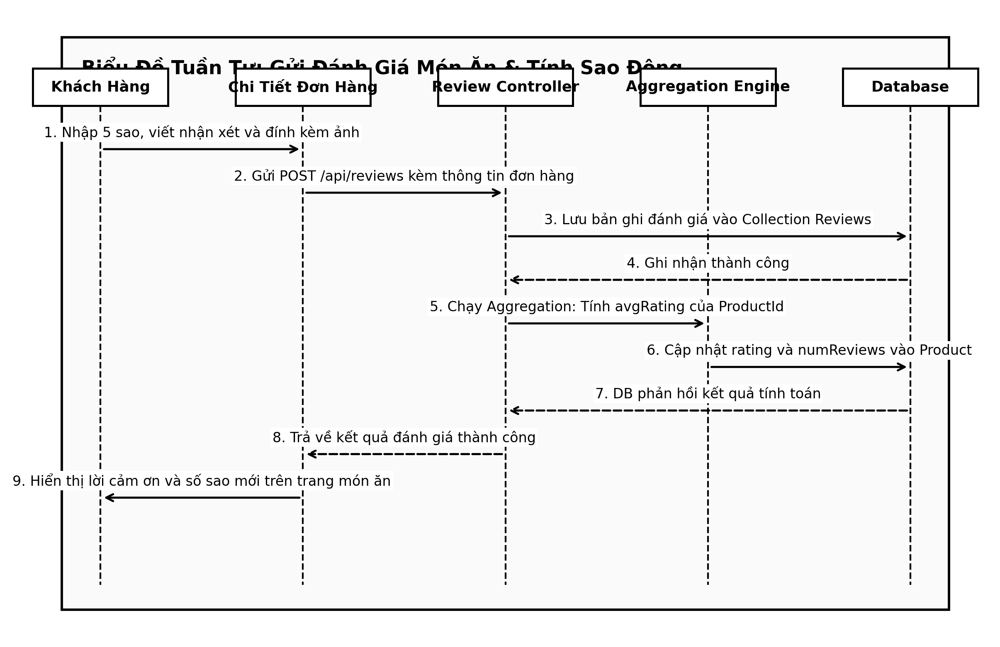 Biểu Đồ Tuần Tự: Gửi Đánh Giá Món Ăn & Tính Sao Động
Khách Hàng
Chi Tiết Đơn Hàng
Review Controller
Aggregation Engine
Database
1. Nhập 5 sao, viết nhận xét và đính kèm ảnh
2. Gửi POST /api/reviews kèm thông tin đơn hàng
3. Lưu bản ghi đánh giá vào Collection Reviews
4. Ghi nhận thành công
5. Chạy Aggregation: Tính avgRating của ProductId
6. Cập nhật rating và numReviews vào Product
7. DB phản hồi kết quả tính toán
8. Trả về kết quả đánh giá thành công
9. Hiển thị lời cảm ơn và số sao mới trên trang món ăn